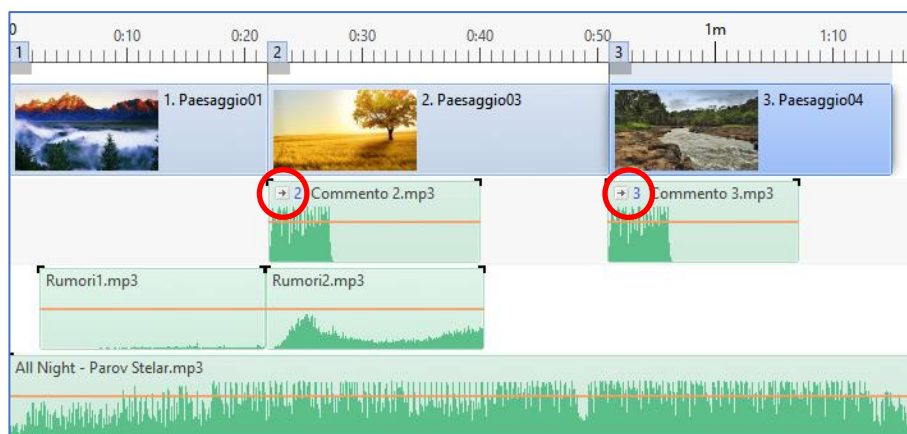 0 0:10 0:20 0:30 0:40 0:50 1m 1:10
1 2 3
1. Paesaggio01 2. Paesaggio03 3. Paesaggio04
2 Commento 2.mp3 3 Commento 3.mp3
Rumori1.mp3 Rumori2.mp3
All Night - Parov Stelar.mp3